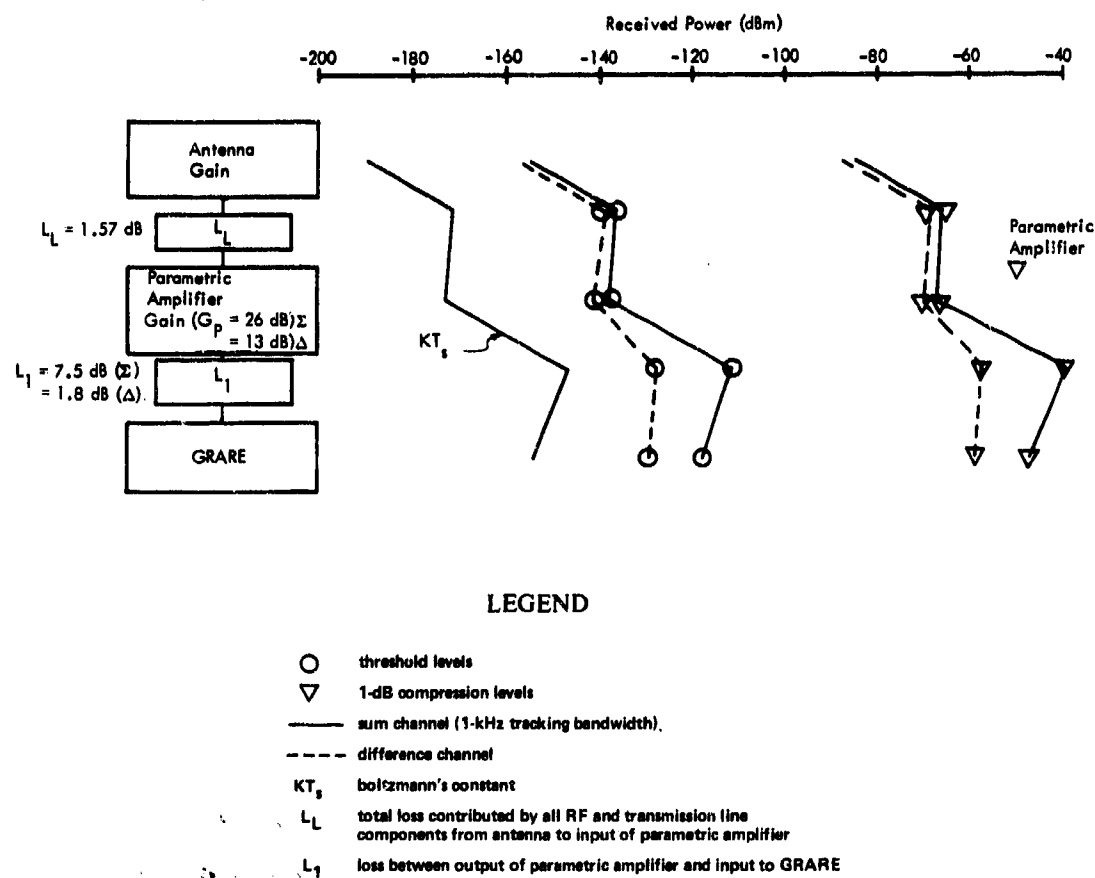 Received Power (dBm)
-200 -180 -160 -140 -120 -100 -80 -60 -40
Antenna
Gain
L_L = 1.57 dB
L_L
Parametric
Amplifier
Gain (G_p = 26 dB)Σ
= 13 dB)Δ
L_1 = 7.5 dB (Σ)
= 1.8 dB (Δ).
L_1
GRARE
KT_s
Parametric
Amplifier
LEGEND
threshold levels
1-dB compression levels
sum channel (1-kHz tracking bandwidth).
difference channel
KT_s boltzmann's constant
L_L total loss contributed by all RF and transmission line
components from antenna to input of parametric amplifier
L_1 loss between output of parametric amplifier and input to GRARE